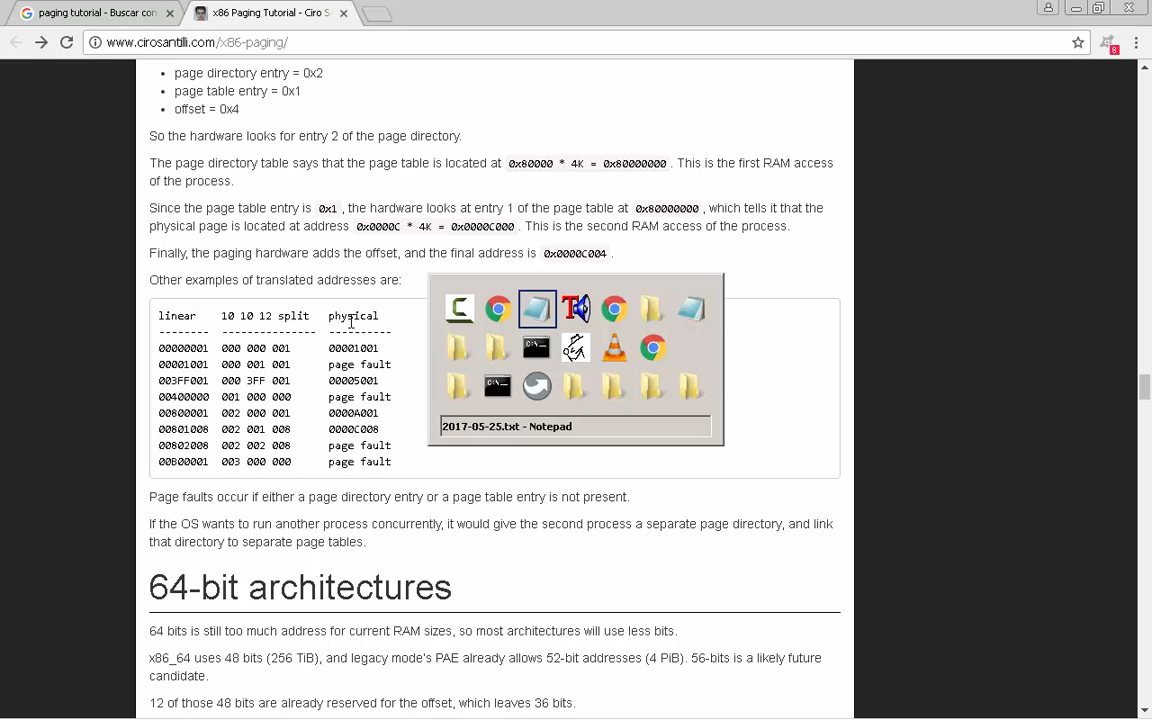 paging tutorial - Buscar con
x86 Paging Tutorial - Ciro S
www.cirosantilli.com/x86-paging/
8
page directory entry = 0x2
page table entry = 0x1
offset = 0x4
So the hardware looks for entry 2 of the page directory.
The page directory table says that the page table is located at 0x80000 * 4K = 0x80000000 . This is the first RAM access
of the process.
Since the page table entry is 0x1 , the hardware looks at entry 1 of the page table at 0x80000000 , which tells it that the
physical page is located at address 0x0000C * 4K = 0x0000C000 . This is the second RAM access of the process.
Finally, the paging hardware adds the offset, and the final address is 0x0000C004 .
Other examples of translated addresses are:
linear 10 10 12 split physical
-------- --------------- ----------
00000001 000 000 001 00001001
00001001 000 001 001 page fault
003FF001 000 3FF 001 00005001
00400000 001 000 000 page fault
00800001 002 000 001 0000A001
00801008 002 001 008 0000C008
00802008 002 002 008 page fault
00B00001 003 000 000 page fault
2017-05-25.txt - Notepad
Page faults occur if either a page directory entry or a page table entry is not present.
If the OS wants to run another process concurrently, it would give the second process a separate page directory, and link
that directory to separate page tables.
64-bit architectures
64 bits is still too much address for current RAM sizes, so most architectures will use less bits.
x86_64 uses 48 bits (256 TiB), and legacy mode's PAE already allows 52-bit addresses (4 PiB). 56-bits is a likely future
candidate.
12 of those 48 bits are already reserved for the offset, which leaves 36 bits.